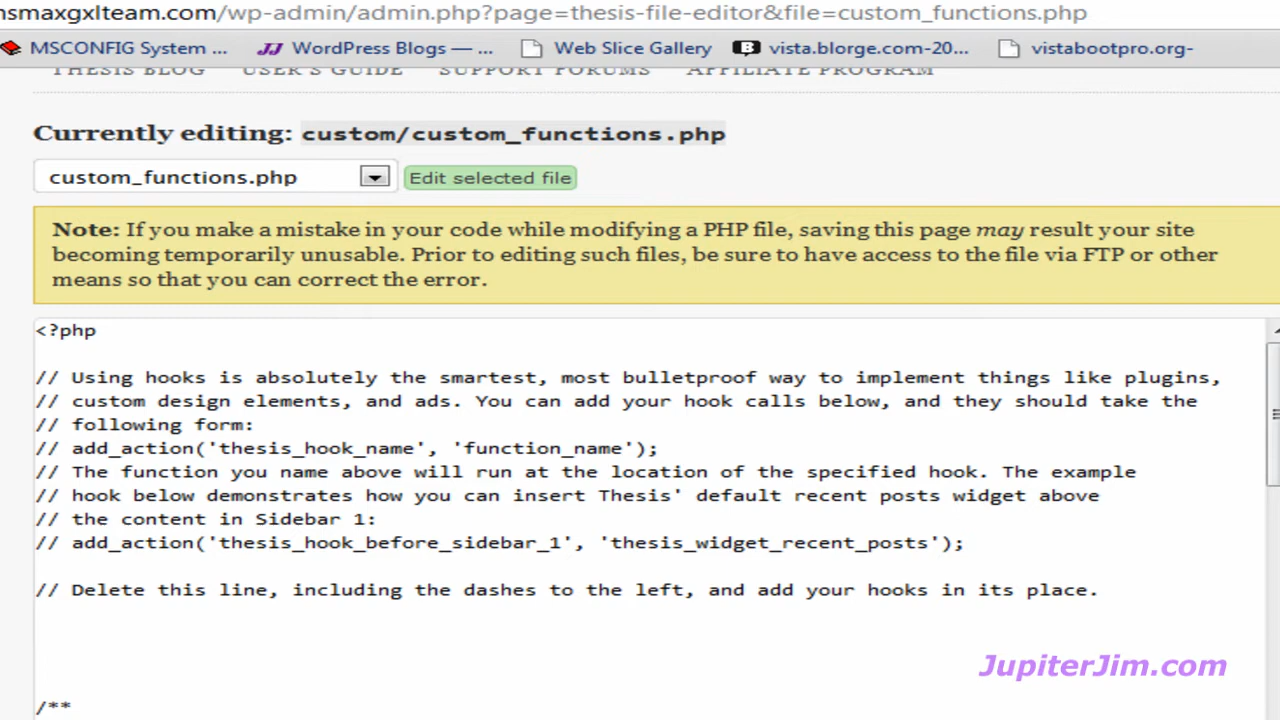 nsmaxgxlteam.com/wp-admin/admin.php?page=thesis-file-editor&file=custom_functions.php
MSCONFIG System ... JJ WordPress Blogs — ... Web Slice Gallery B vista.blorge.com-20... vistabootpro.org-
THESIS BLOG USER'S GUIDE SUPPORT FORUMS AFFILIATE PROGRAM
Currently editing: custom/custom_functions.php
custom_functions.php Edit selected file
Note: If you make a mistake in your code while modifying a PHP file, saving this page may result your site
becoming temporarily unusable. Prior to editing such files, be sure to have access to the file via FTP or other
means so that you can correct the error.
<?php
// Using hooks is absolutely the smartest, most bulletproof way to implement things like plugins,
// custom design elements, and ads. You can add your hook calls below, and they should take the
// following form:
// add_action('thesis_hook_name', 'function_name');
// The function you name above will run at the location of the specified hook. The example
// hook below demonstrates how you can insert Thesis' default recent posts widget above
// the content in Sidebar 1:
// add_action('thesis_hook_before_sidebar_1', 'thesis_widget_recent_posts');
// Delete this line, including the dashes to the left, and add your hooks in its place.
JupiterJim.com
/**